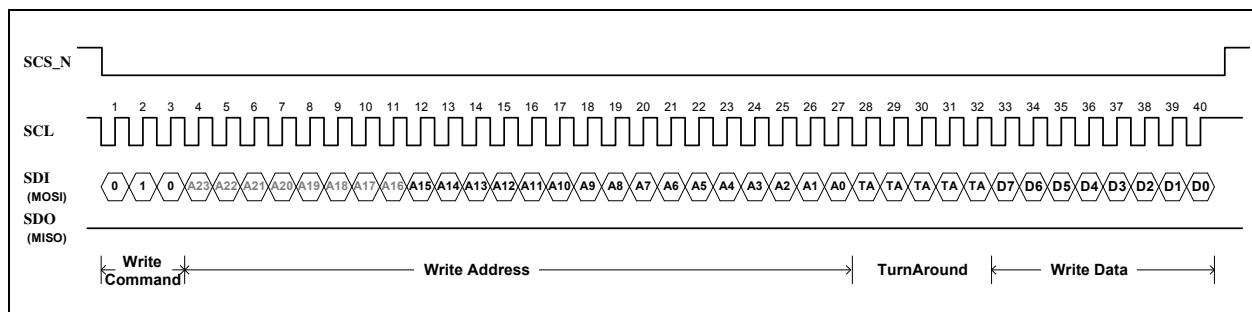 SCS_N
1 2 3 4 5 6 7 8 9 10 11 12 13 14 15 16 17 18 19 20 21 22 23 24 25 26 27 28 29 30 31 32 33 34 35 36 37 38 39 40
SCL
SDI
(MOSI)
0 1 0 A23 A22 A21 A20 A19 A18 A17 A16 A15 A14 A13 A12 A11 A10 A9 A8 A7 A6 A5 A4 A3 A2 A1 A0 TA TA TA TA TA D7 D6 D5 D4 D3 D2 D1 D0
SDO
(MISO)
Write Command
Write Address
TurnAround
Write Data